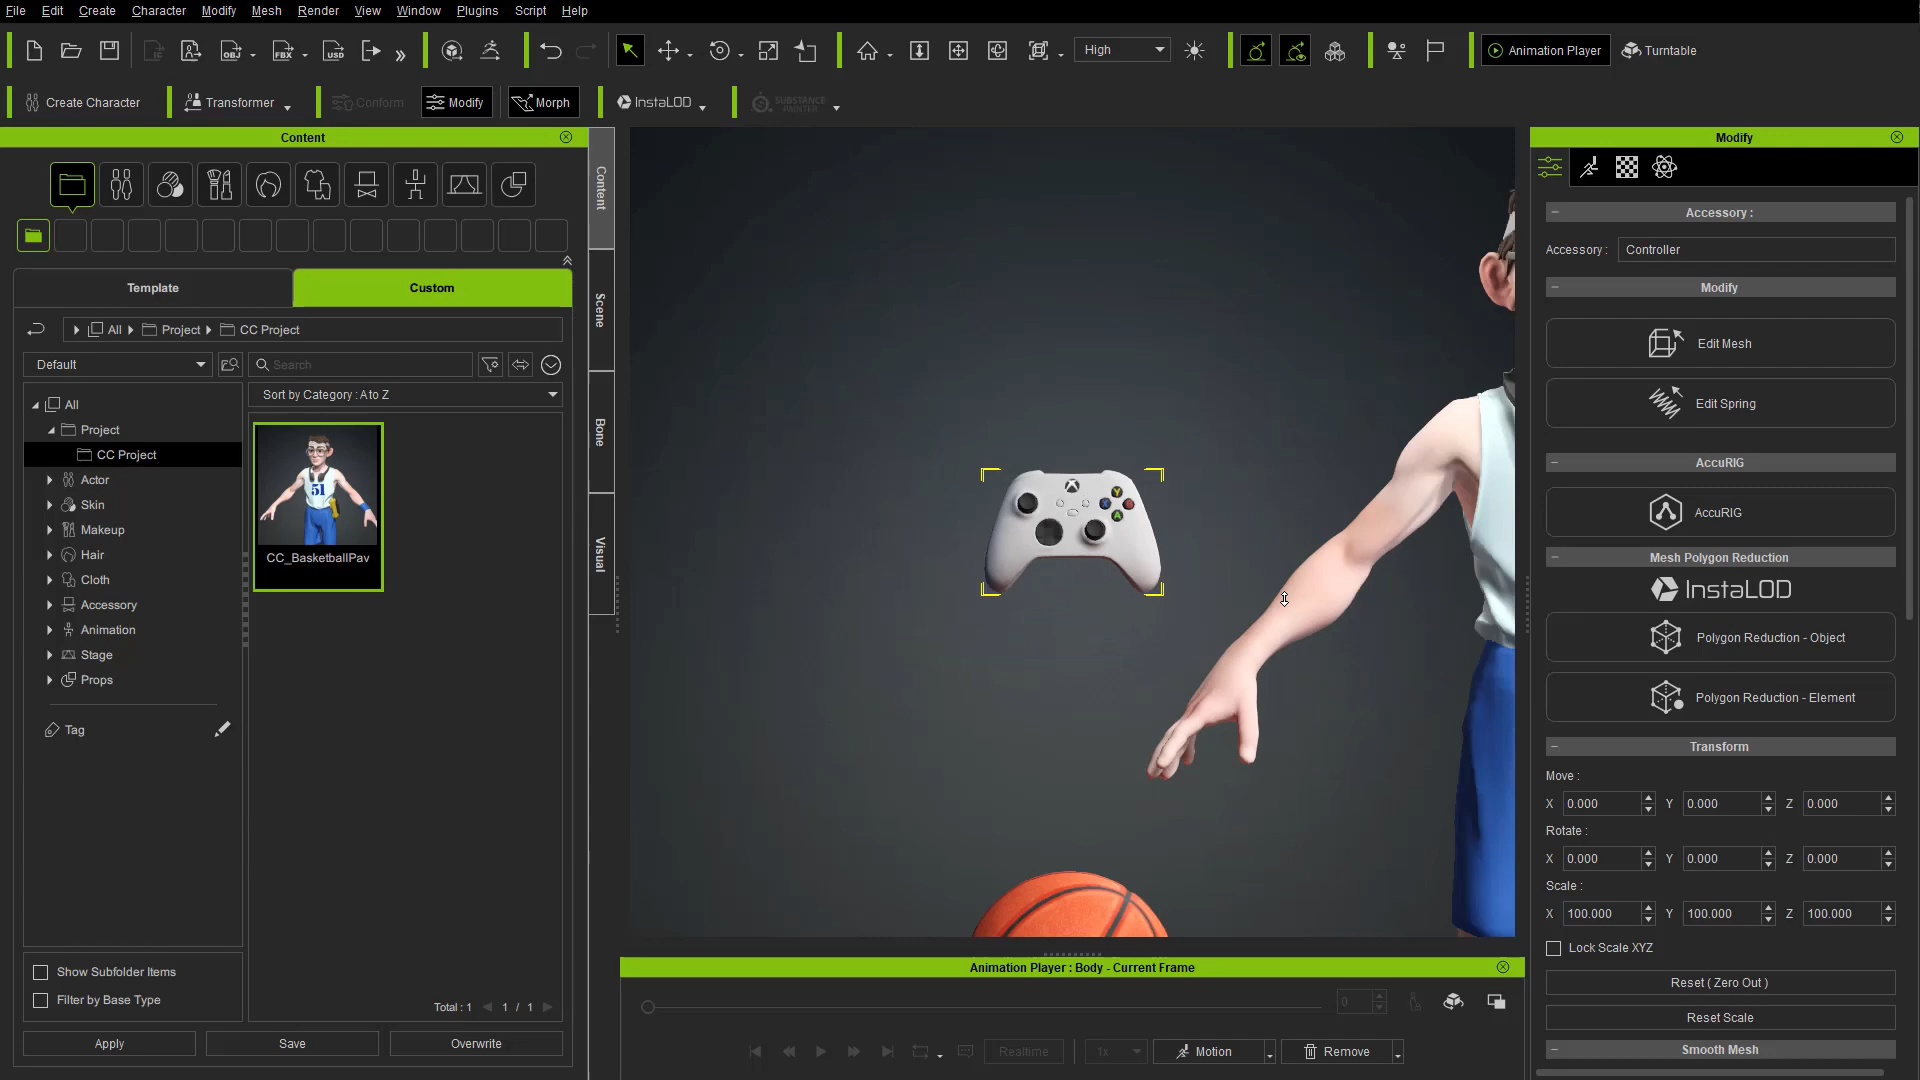 File Edit Create Character Modify Mesh Render View Window Plugins Script Help
High
Animation Player
Turntable
Create Character
Transformer
Conform
Modify
Morph
InstaLOD
SUBSTANCE
PAINTER
Content
Modify
Content
Scene
Bone
Visual
Template
Custom
All
Project
CC Project
Default
Search
Sort by Category : A to Z
All
Project
CC Project
Actor
Skin
Makeup
Hair
Cloth
Accessory
Animation
Stage
Props
Tag
51
CC_BasketballPav
Show Subfolder Items
Filter by Base Type
Total : 1 1 / 1
Apply
Save
Overwrite
Y
X
B
A
Animation Player : Body - Current Frame
0
Realtime
1x
Motion
Remove
Accessory :
Accessory : Controller
Modify
Edit Mesh
Edit Spring
AccuRIG
AccuRIG
Mesh Polygon Reduction
InstaLOD
Polygon Reduction - Object
Polygon Reduction - Element
Transform
Move :
X 0.000 Y 0.000 Z 0.000
Rotate :
X 0.000 Y 0.000 Z 0.000
Scale :
X 100.000 Y 100.000 Z 100.000
Lock Scale XYZ
Reset ( Zero Out )
Reset Scale
Smooth Mesh